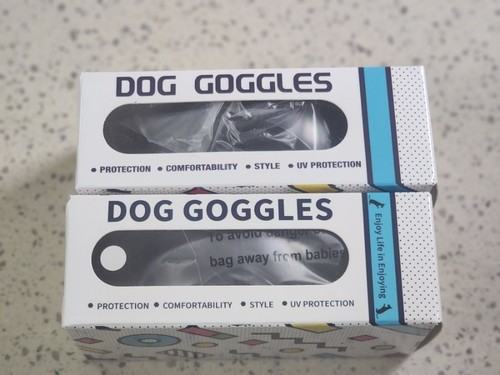 DOG GOGGLES
• PROTECTION • COMFORTABILITY • STYLE • UV PROTECTION
DOG GOGGLES
To avoid danger
bag away from babies
• PROTECTION • COMFORTABILITY • STYLE • UV PROTECTION
Enjoy Life in Enjoying